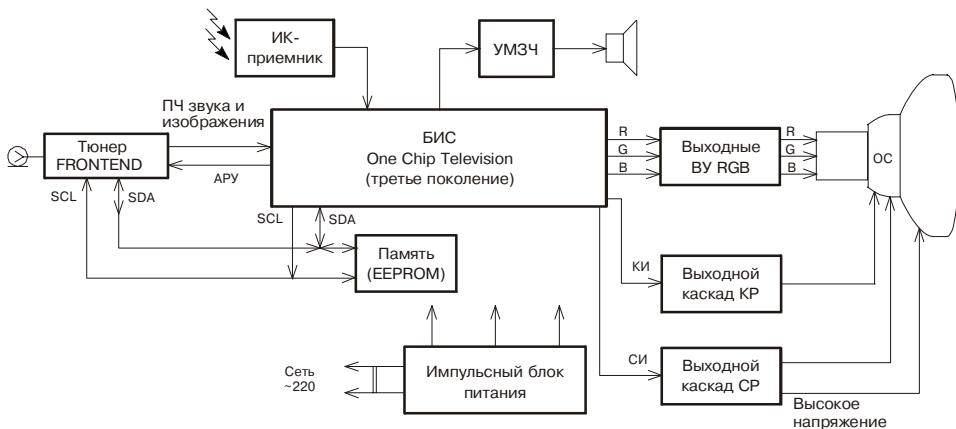 ИК-
приемник
УМЗЧ
ПЧ звука и
изображения
Тюнер
FRONTEND
АРУ
SCL
SDA
БИС
One Chip Television
(третье поколение)
SCL
SDA
R
G
B
Выходные
ВУ RGB
R
G
B
ОС
Память
(EEPROM)
КИ
Выходной
каскад КР
Сеть
~220
Импульсный блок
питания
СИ
Выходной
каскад СР
Высокое
напряжение